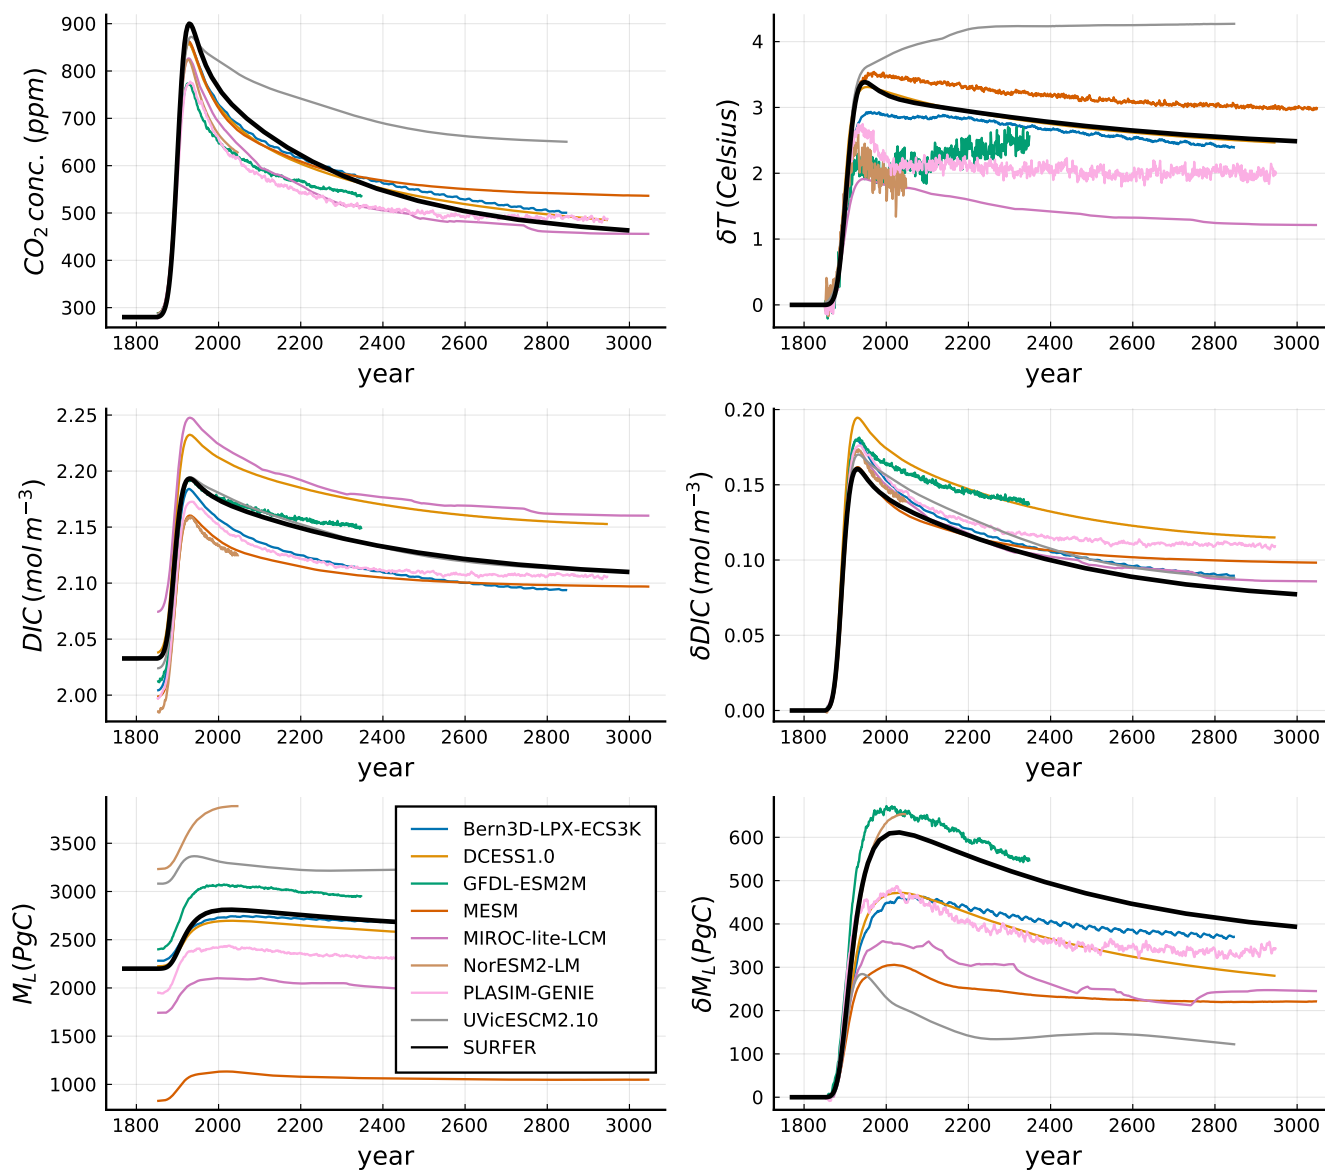 CO₂ conc. (ppm)
900
800
700
600
500
400
300
1800 2000 2200 2400 2600 2800 3000
year
δT (Celsius)
4
3
2
1
0
1800 2000 2200 2400 2600 2800 3000
year
DIC (mol m⁻³)
2.25
2.20
2.15
2.10
2.05
2.00
1800 2000 2200 2400 2600 2800 3000
year
δDIC (mol m⁻³)
0.20
0.15
0.10
0.05
0.00
1800 2000 2200 2400 2600 2800 3000
year
M_L (PgC)
3500
3000
2500
2000
1500
1000
1800 2000 2200 2400 2600 2800 3000
year
Bern3D-LPX-ECS3K
DCESS1.0
GFDL-ESM2M
MESM
MIROC-lite-LCM
NorESM2-LM
PLASIM-GENIE
UVicESCM2.10
SURFER
δM_L (PgC)
600
500
400
300
200
100
0
1800 2000 2200 2400 2600 2800 3000
year